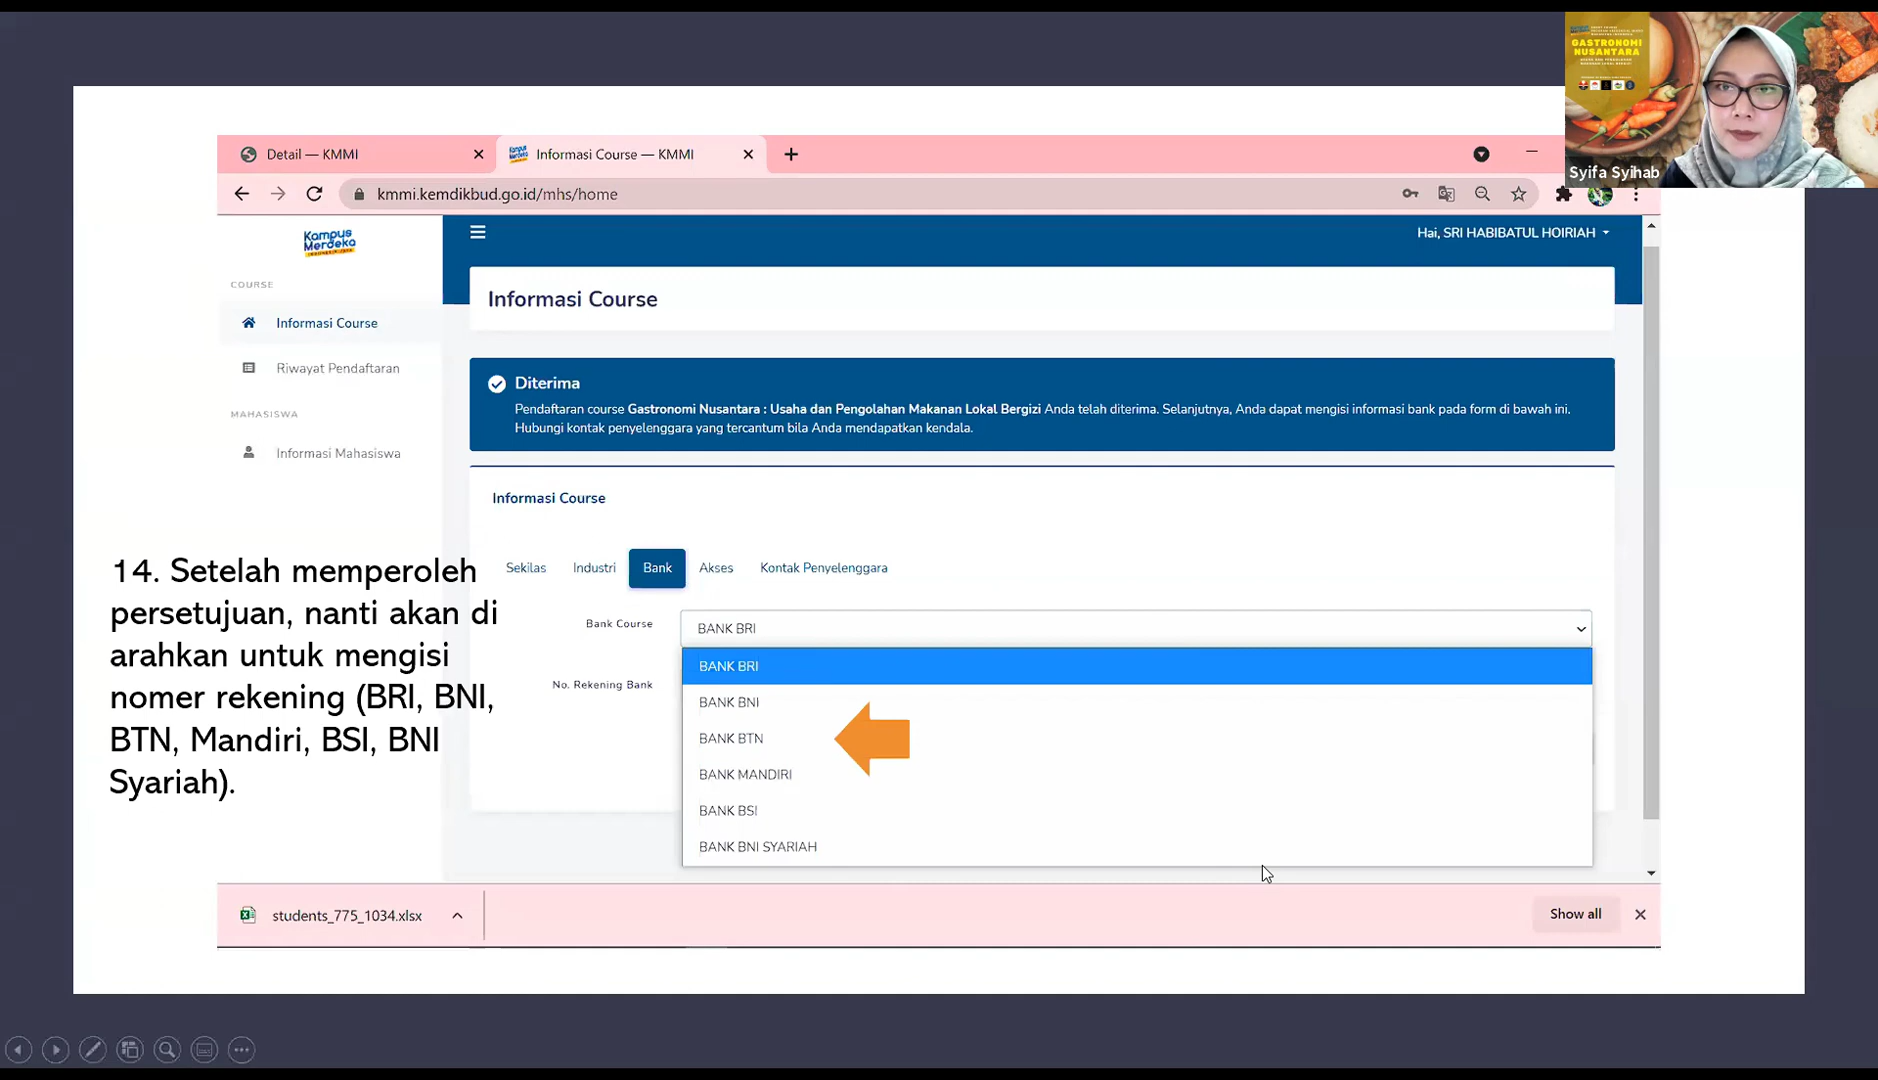 GASTRONOMI
NUSANTARA
Syifa Syihab
Detail — KMMI
Informasi Course — KMMI
kmmi.kemdikbud.go.id/mhs/home
Kampus
Merdeka
Hai, SRI HABIBATUL HOIRIAH
COURSE
Informasi Course
Riwayat Pendaftaran
MAHASISWA
Informasi Mahasiswa
Informasi Course
Diterima
Pendaftaran course Gastronomi Nusantara : Usaha dan Pengolahan Makanan Lokal Bergizi Anda telah diterima. Selanjutnya, Anda dapat mengisi informasi bank pada form di bawah ini.
Hubungi kontak penyelenggara yang tercantum bila Anda mendapatkan kendala.
Informasi Course
Sekilas Industri Bank Akses Kontak Penyelenggara
Bank Course
BANK BRI
No. Rekening Bank
BANK BRI
BANK BNI
BANK BTN
BANK MANDIRI
BANK BSI
BANK BNI SYARIAH
14. Setelah memperoleh
persetujuan, nanti akan di
arahkan untuk mengisi
nomer rekening (BRI, BNI,
BTN, Mandiri, BSI, BNI
Syariah).
students_775_1034.xlsx
Show all